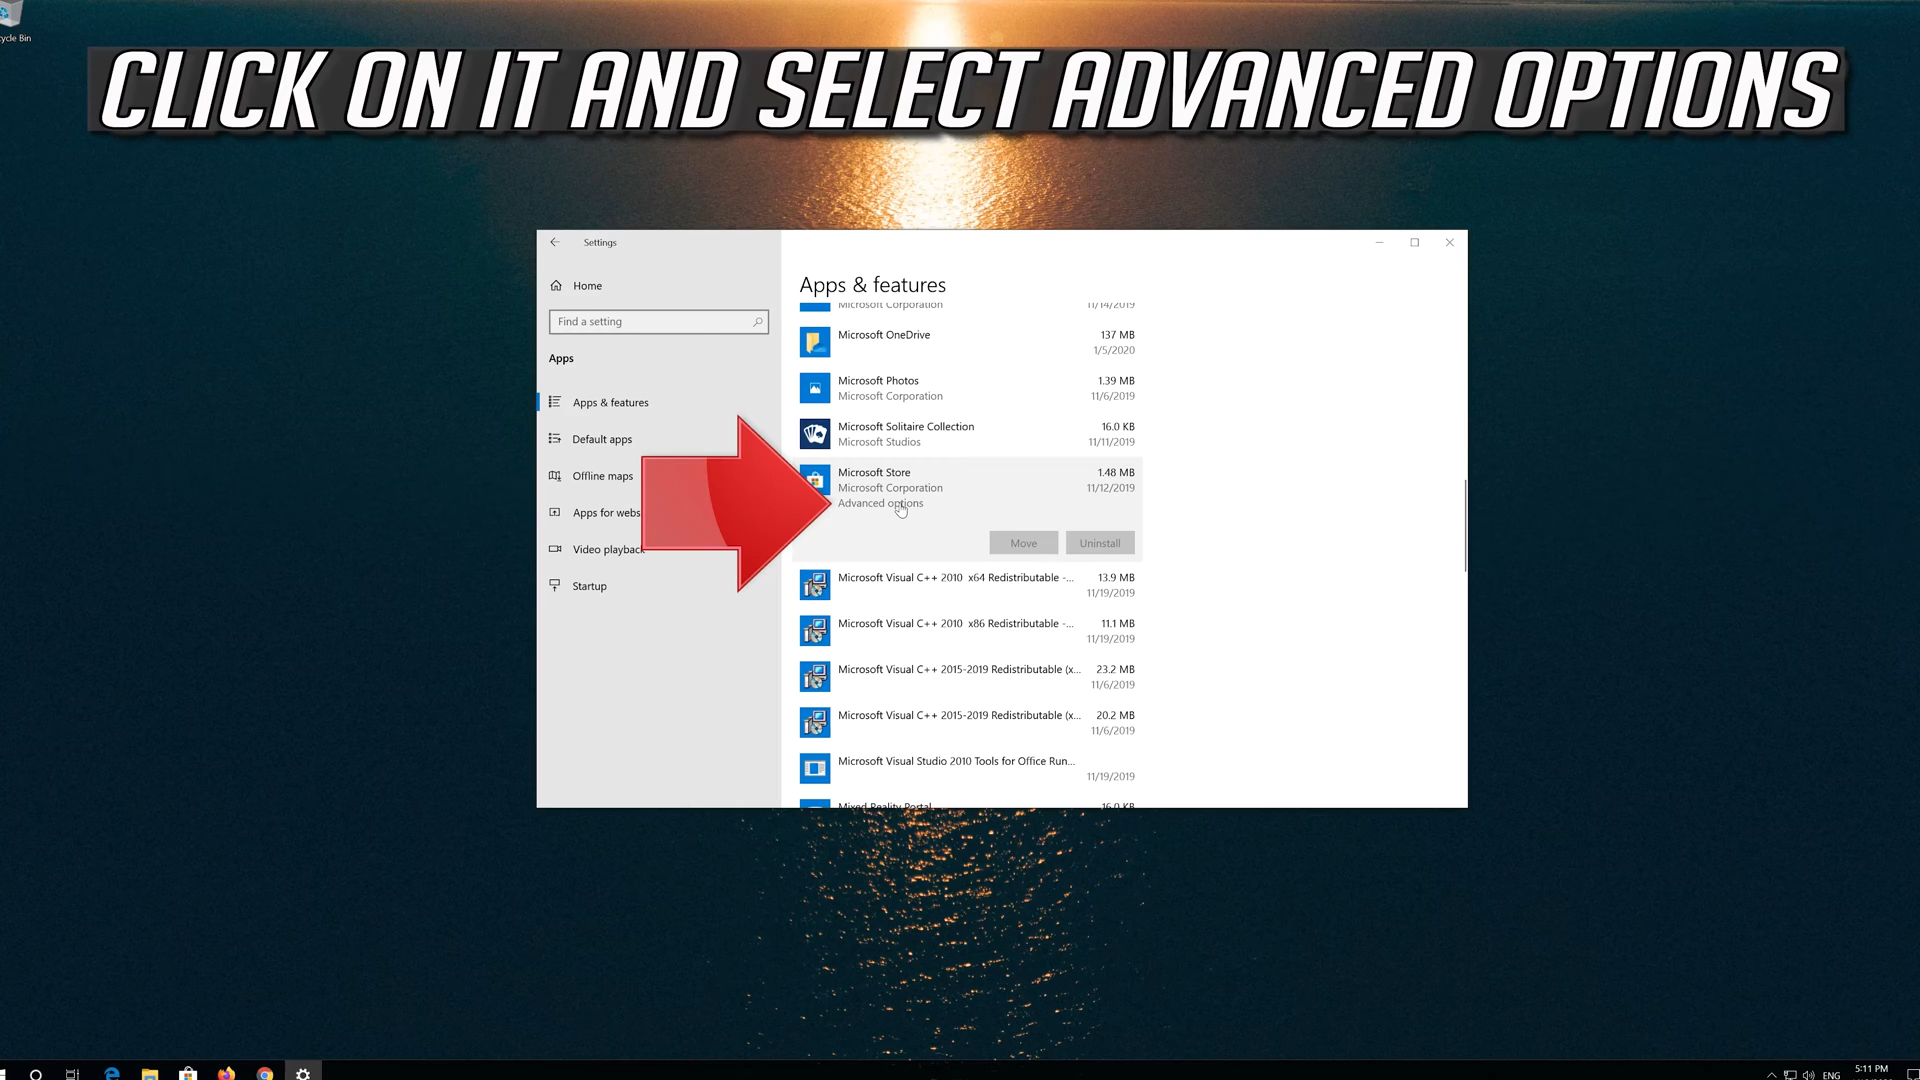 cycle Bin
CLICK ON IT AND SELECT ADVANCED OPTIONS
Settings
Home
Find a setting
Apps
Apps & features
Default apps
Offline maps
Apps for webs
Video playback
Startup
Apps & features
Microsoft Corporation 11/14/2019
Microsoft OneDrive 137 MB
1/5/2020
Microsoft Photos 1.39 MB
Microsoft Corporation 11/6/2019
Microsoft Solitaire Collection 16.0 KB
Microsoft Studios 11/11/2019
Microsoft Store 1.48 MB
Microsoft Corporation 11/12/2019
Advanced options
Move Uninstall
Microsoft Visual C++ 2010 x64 Redistributable -... 13.9 MB
11/19/2019
Microsoft Visual C++ 2010 x86 Redistributable -... 11.1 MB
11/19/2019
Microsoft Visual C++ 2015-2019 Redistributable (x... 23.2 MB
11/6/2019
Microsoft Visual C++ 2015-2019 Redistributable (x... 20.2 MB
11/6/2019
Microsoft Visual Studio 2010 Tools for Office Run...
11/19/2019
Mixed Reality Portal 16.0 KB
ENG
5:11 PM